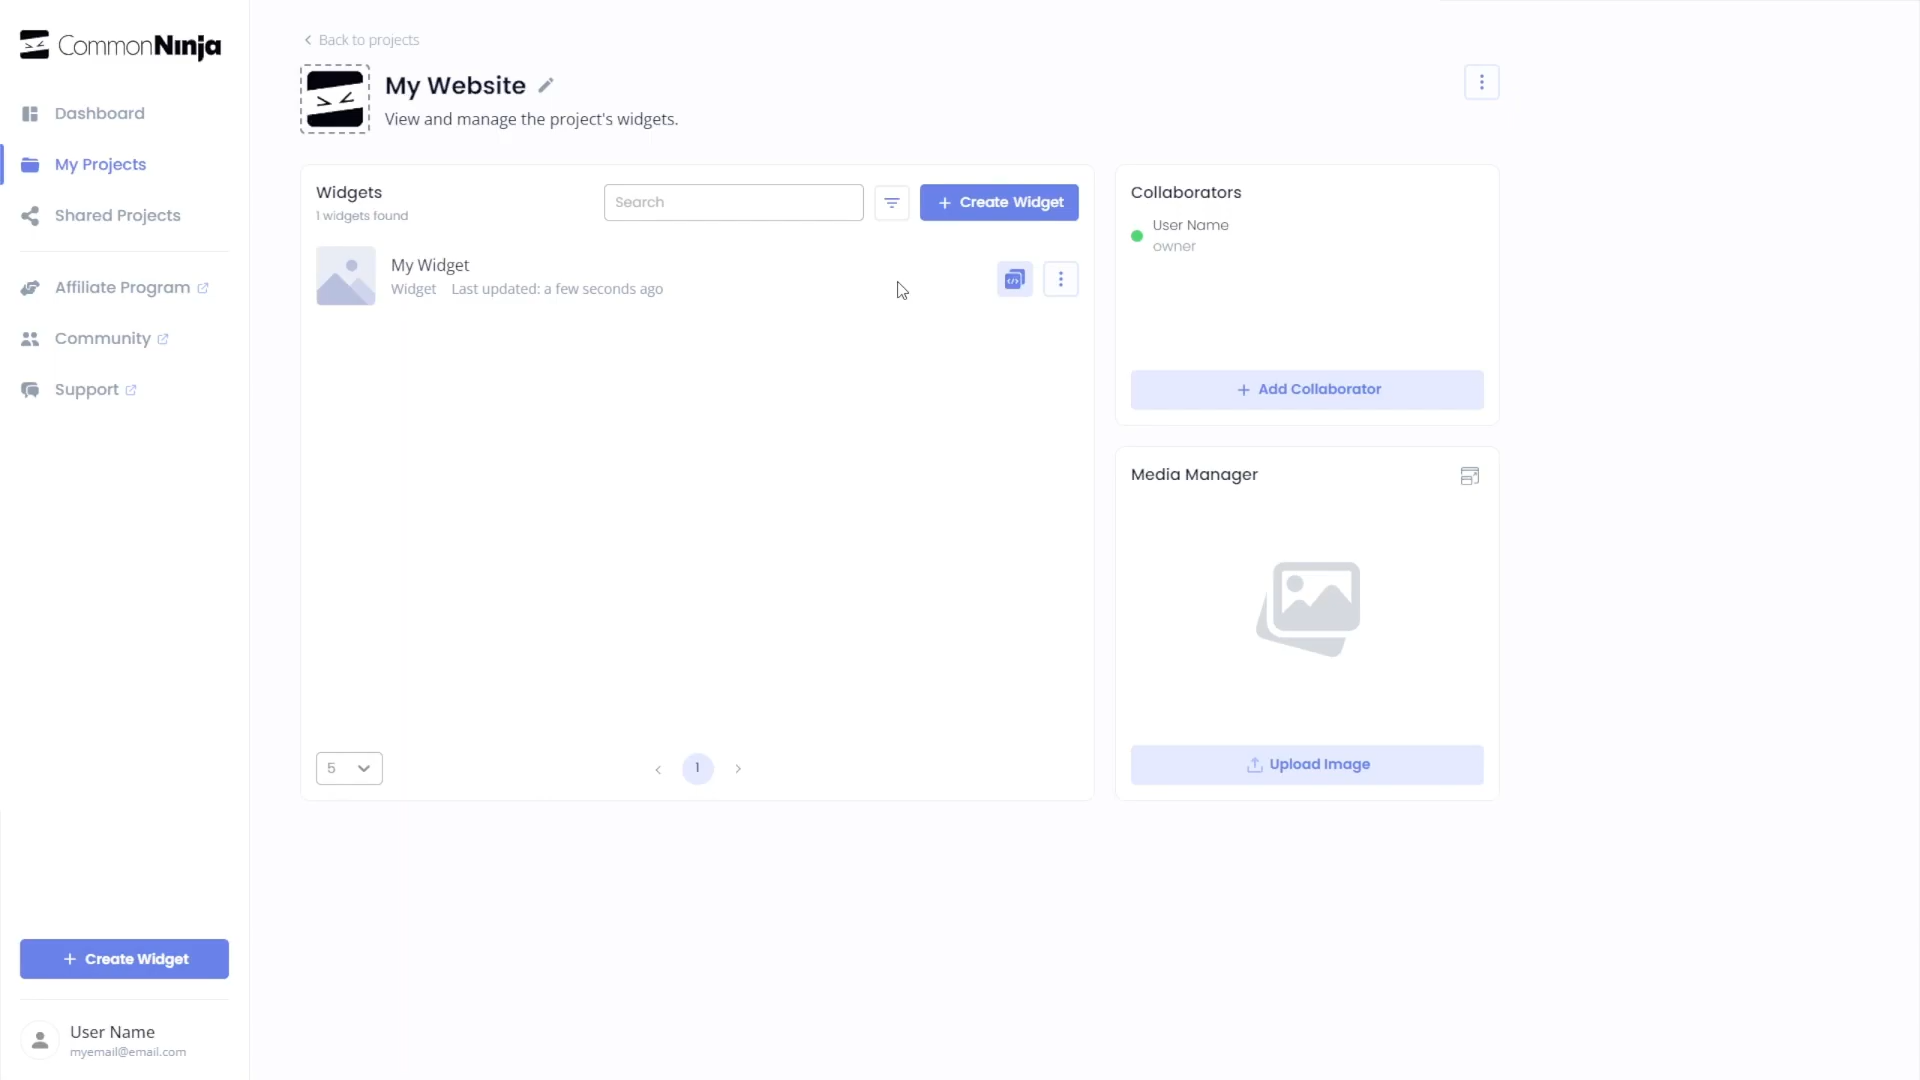 CommonNinja
Dashboard
My Projects
Shared Projects
Affiliate Program
Community
Support
Create Widget
User Name
myemail@email.com
Back to projects
My Website
View and manage the project's widgets.
Widgets
1 widgets found
Search
Create Widget
My Widget
Widget Last updated: a few seconds ago
5
1
Collaborators
User Name
owner
Add Collaborator
Media Manager
Upload Image